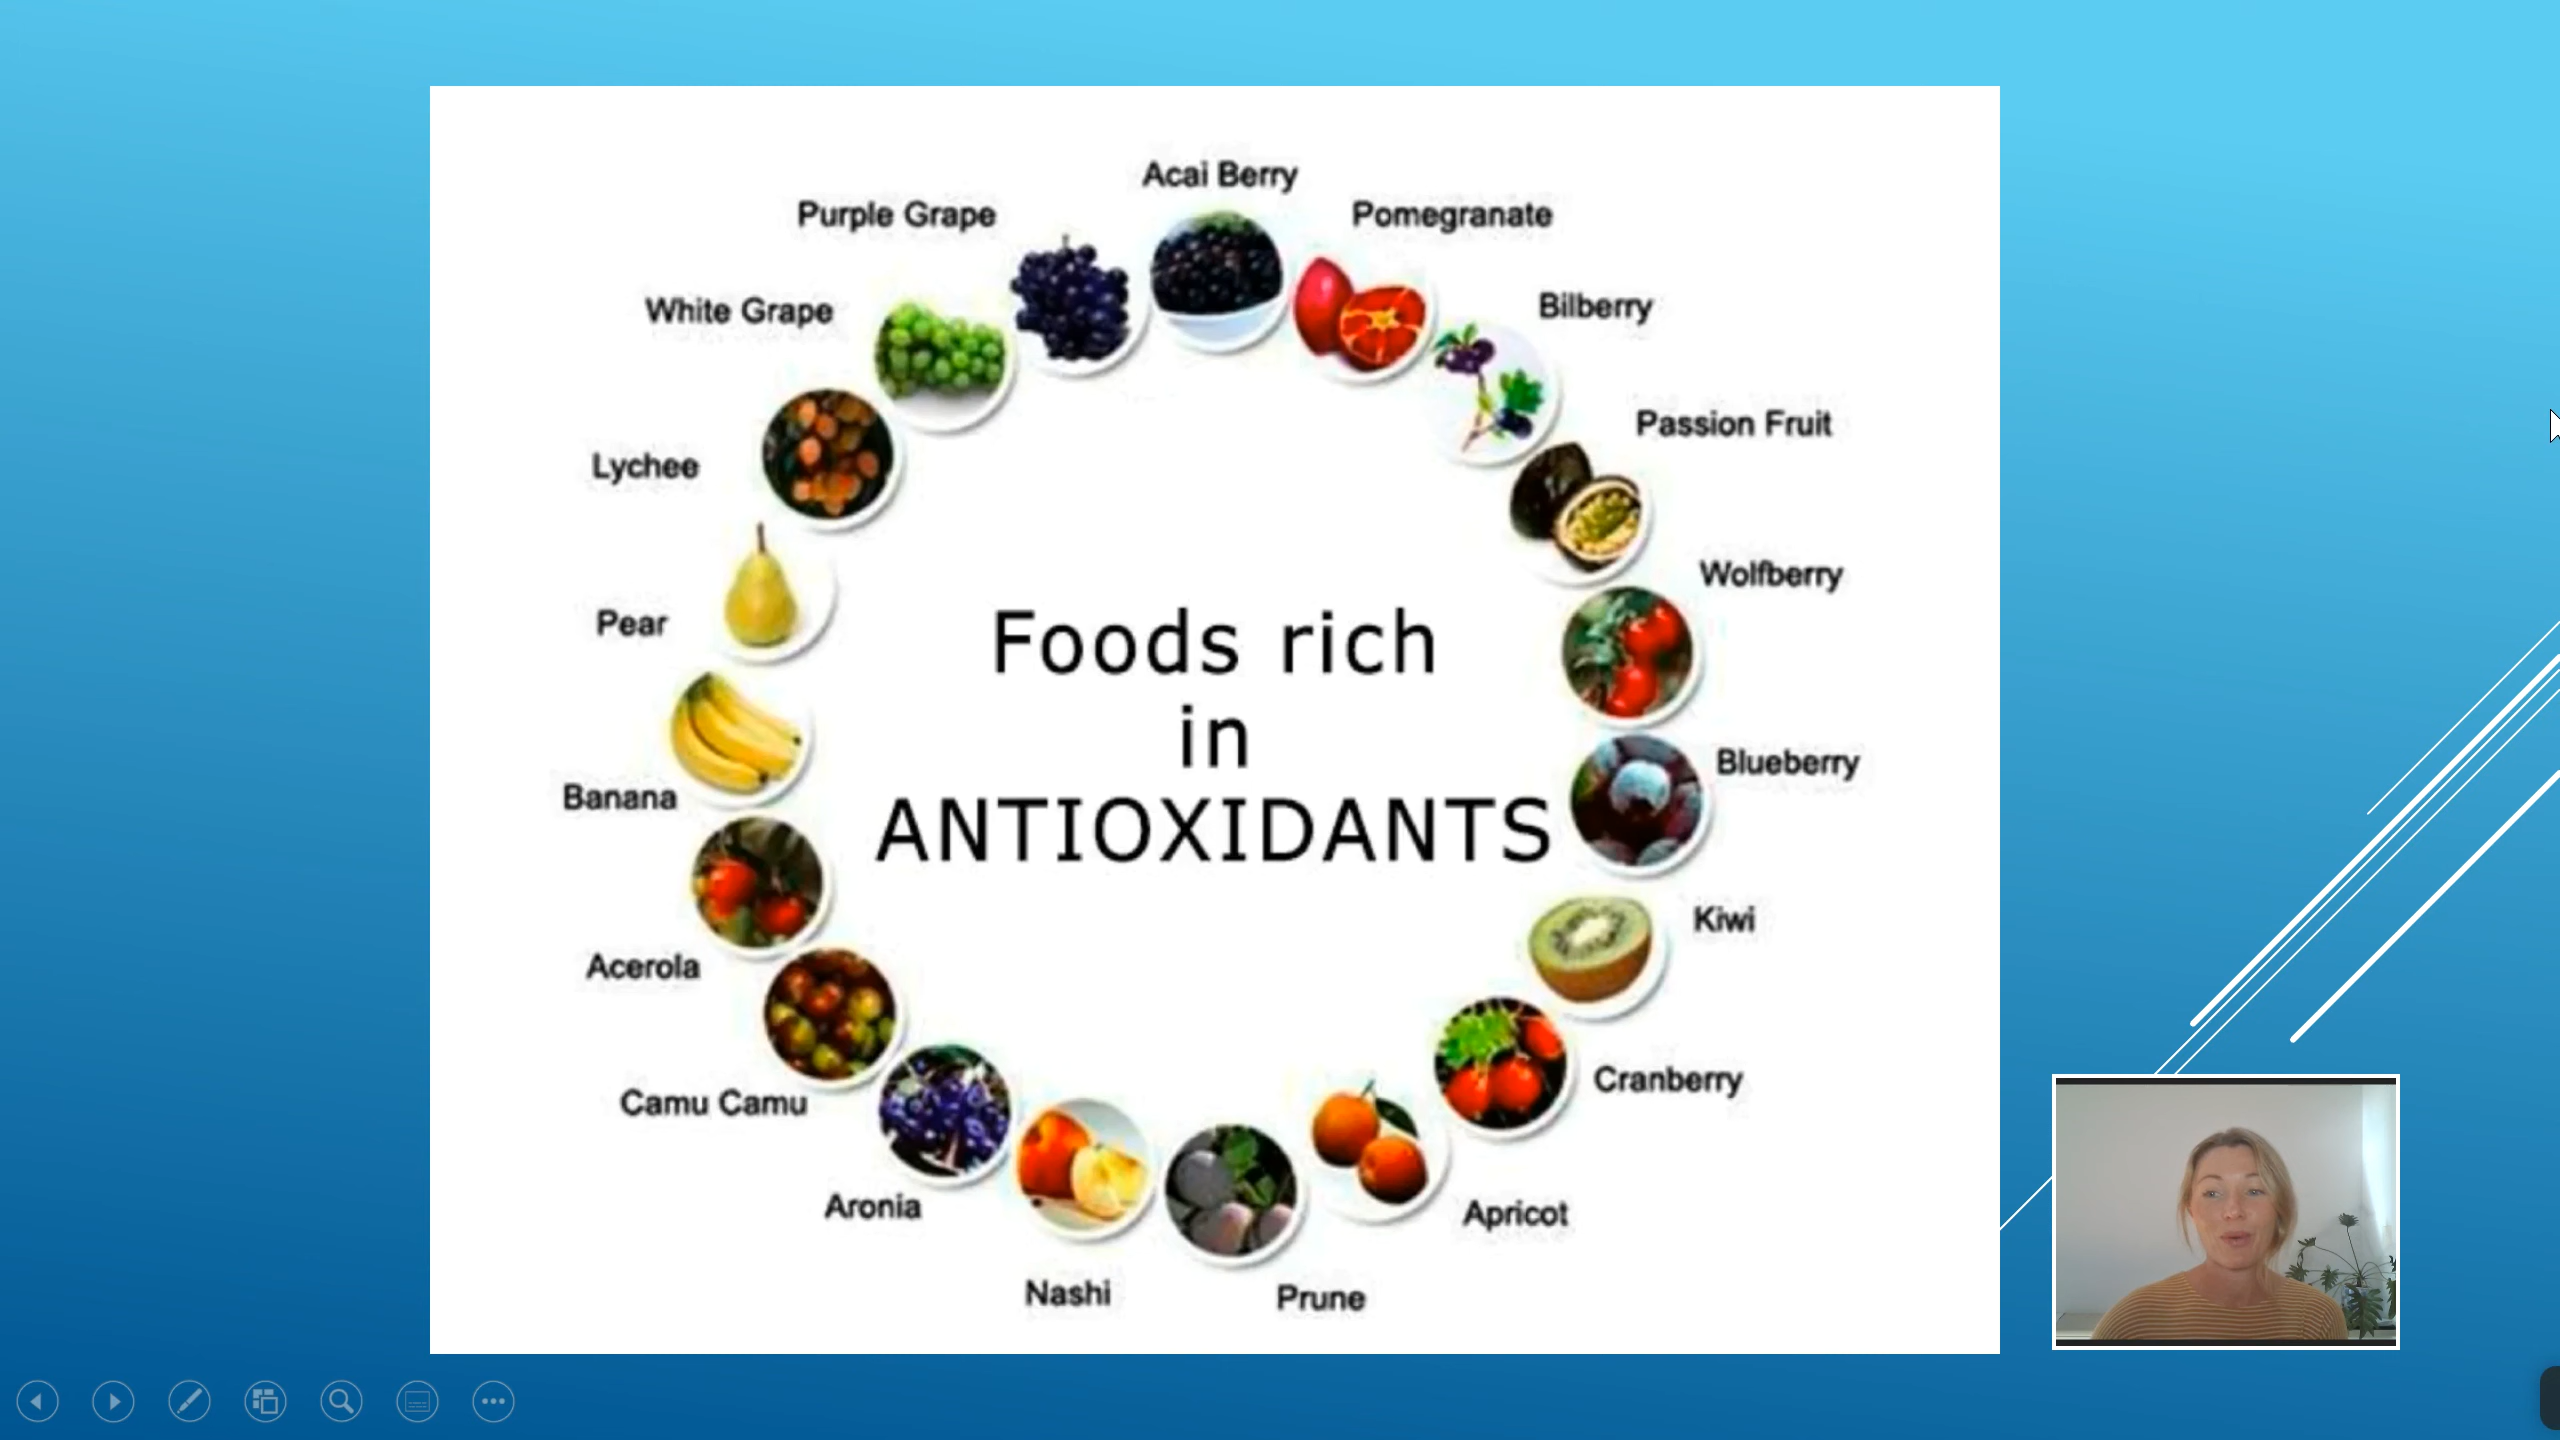 Acai Berry
Purple Grape
Pomegranate
White Grape
Bilberry
Passion Fruit
Lychee
Wolfberry
Pear
Foods rich
in
ANTIOXIDANTS
Blueberry
Banana
Kiwi
Acerola
Cranberry
Camu Camu
Aronia
Apricot
Nashi
Prune